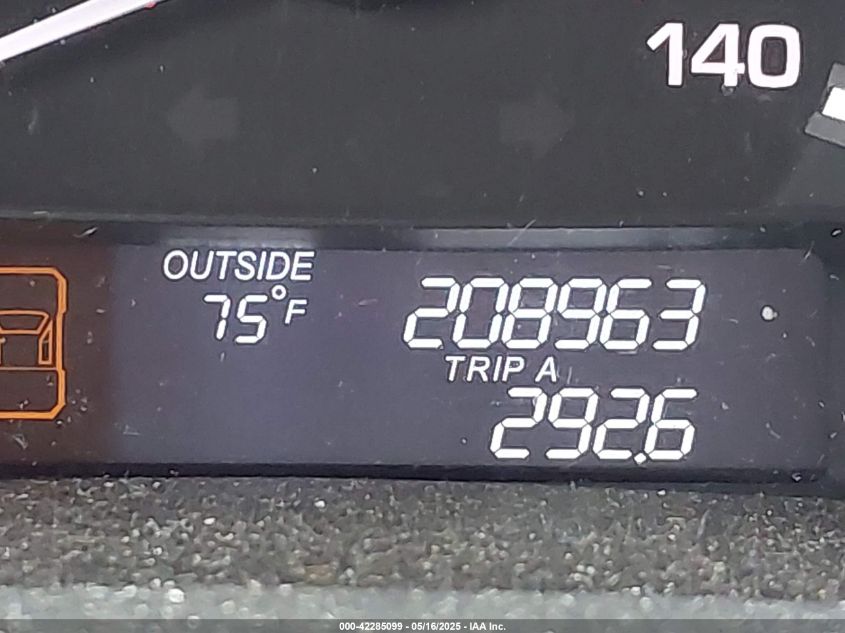 140
OUTSIDE
75°F
208963
TRIP A
292.6
000-42285099 - 05/16/2025 - IAA Inc.